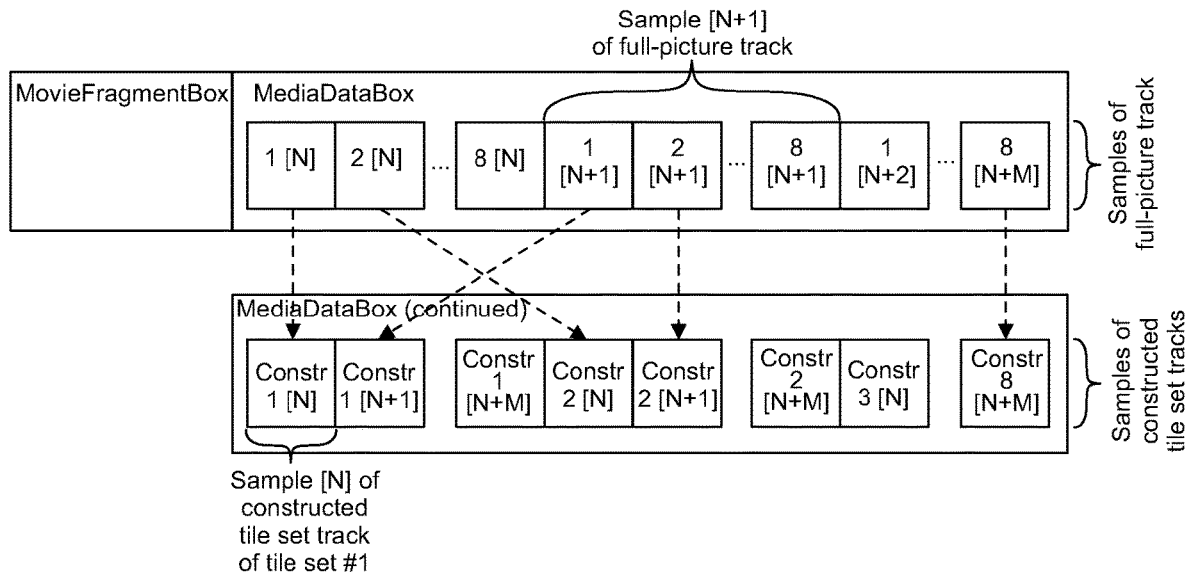 Sample [N+1]
of full-picture track
MovieFragmentBox
MediaDataBox
1 [N]
2 [N]
...
8 [N]
1
[N+1]
2
[N+1]
...
8
[N+1]
1
[N+2]
...
8
[N+M]
Samples of
full-picture track
MediaDataBox (continued)
Constr
1 [N]
Constr
1 [N+1]
Constr
1
[N+M]
Constr
2 [N]
Constr
2 [N+1]
Constr
2
[N+M]
Constr
3 [N]
Constr
8
[N+M]
Samples of
constructed
tile set tracks
Sample [N] of
constructed
tile set track
of tile set #1